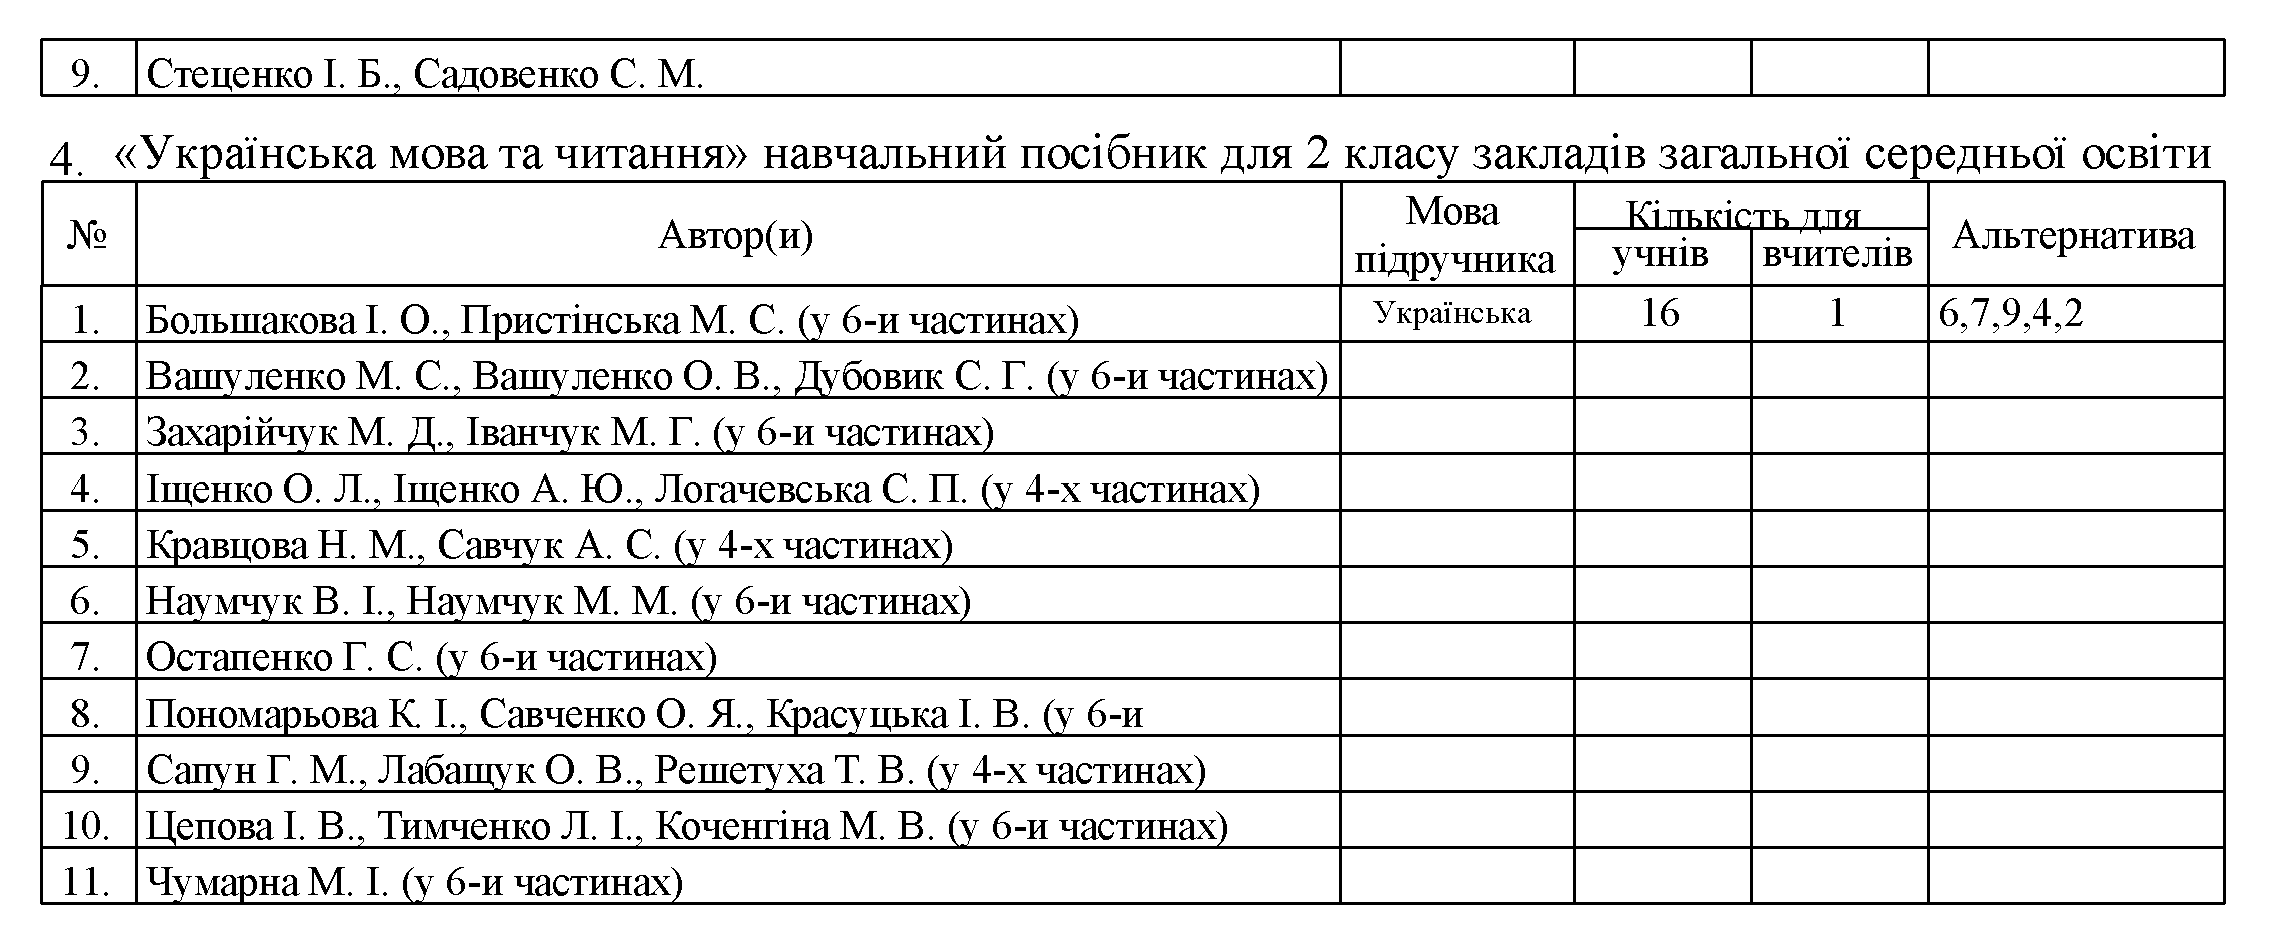 9. Стеценко І. Б., Садовенко С. М.
4. «Українська мова та читання» навчальний посібник для 2 класу закладів загальної середньої освіти
№ Автор(и) Мова підручника Кількість для учнів вчителів Альтернатива
1. Большакова І. О., Пристінська М. С. (у 6-и частинах) Українська 16 1 6,7,9,4,2
2. Вашуленко М. С., Вашуленко О. В., Дубовик С. Г. (у 6-и частинах)
3. Захарійчук М. Д., Іванчук М. Г. (у 6-и частинах)
4. Іщенко О. Л., Іщенко А. Ю., Логачевська С. П. (у 4-х частинах)
5. Кравцова Н. М., Савчук А. С. (у 4-х частинах)
6. Наумчук В. І., Наумчук М. М. (у 6-и частинах)
7. Остапенко Г. С. (у 6-и частинах)
8. Пономарьова К. І., Савченко О. Я., Красуцька І. В. (у 6-и
9. Сапун Г. М., Лабащук О. В., Решетуха Т. В. (у 4-х частинах)
10. Цепова І. В., Тимченко Л. І., Коченгіна М. В. (у 6-и частинах)
11. Чумарна М. І. (у 6-и частинах)